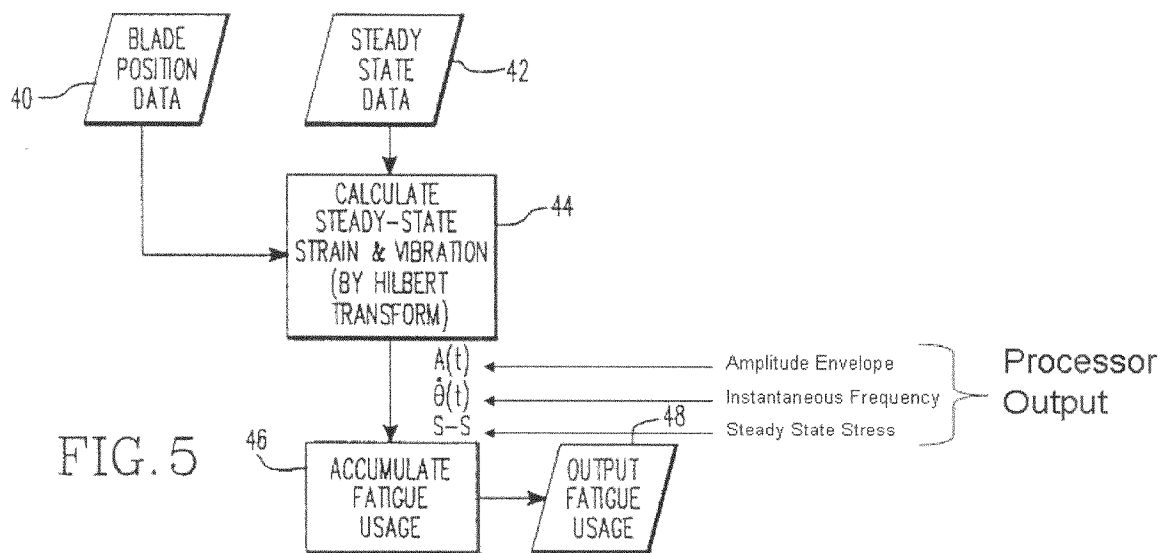 BLADE
POSITION
DATA
40
STEADY
STATE
DATA
42
CALCULATE
STEADY-STATE
STRAIN & VIBRATION
(BY HILBERT
TRANSFORM)
44
A(t)
Amplitude Envelope
θ̇(t)
Instantaneous Frequency
S-S
Steady State Stress
Processor
Output
FIG. 5
46
ACCUMULATE
FATIGUE
USAGE
48
OUTPUT
FATIGUE
USAGE